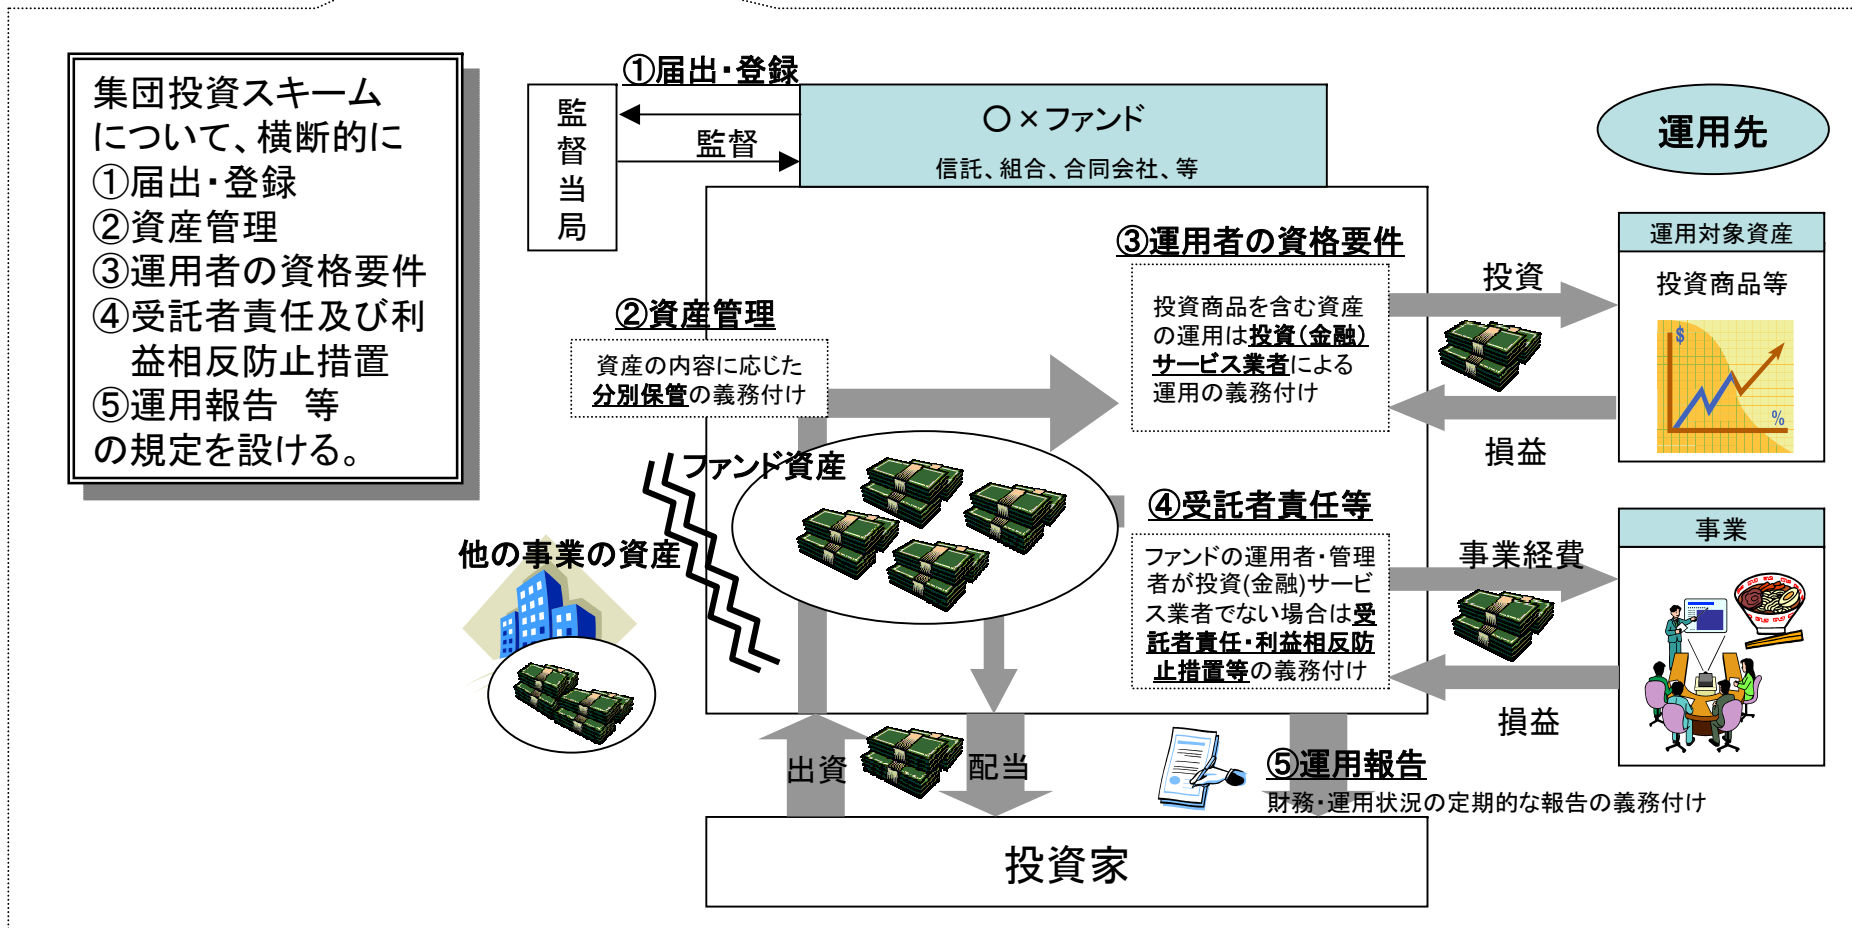 集団投資スキーム
について、横断的に
①届出・登録
②資産管理
③運用者の資格要件
④受託者責任及び利
益相反防止措置
⑤運用報告　等
の規定を設ける。
①届出・登録
監督当局
監督
〇×ファンド
信託、組合、合同会社、等
運用先
②資産管理
資産の内容に応じた
分別保管の義務付け
③運用者の資格要件
投資商品を含む資産
の運用は投資(金融)
サービス業者による
運用の義務付け
投資
損益
運用対象資産
投資商品等
$
%
ファンド資産
他の事業の資産
④受託者責任等
ファンドの運用者・管理
者が投資(金融)サービ
ス業者でない場合は受
託者責任・利益相反防
止措置等の義務付け
事業経費
損益
事業
出資
配当
⑤運用報告
財務・運用状況の定期的な報告の義務付け
投資家